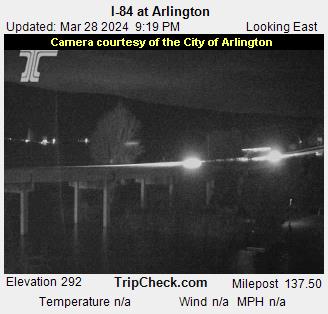 I-84 at Arlington
Updated: Mar 28 2024 9:19 PM Looking East
Camera courtesy of the City of Arlington
Elevation 292 TripCheck.com Milepost 137.50
Temperature n/a Wind n/a MPH n/a